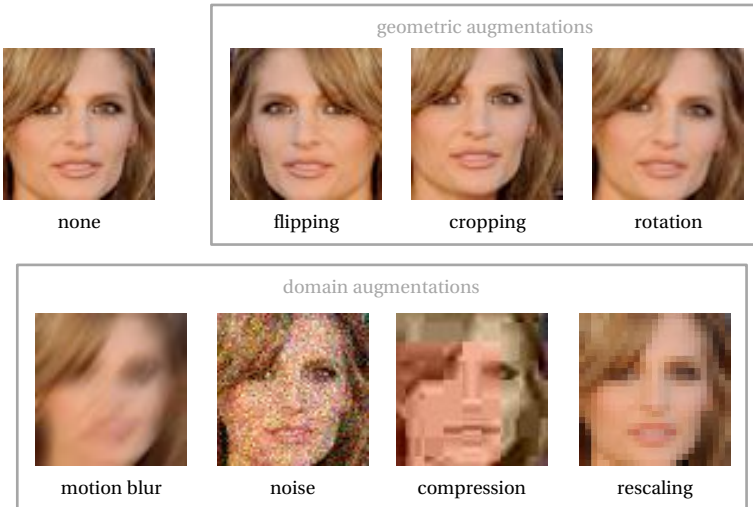 geometric augmentations
none
flipping
cropping
rotation
domain augmentations
motion blur
noise
compression
rescaling